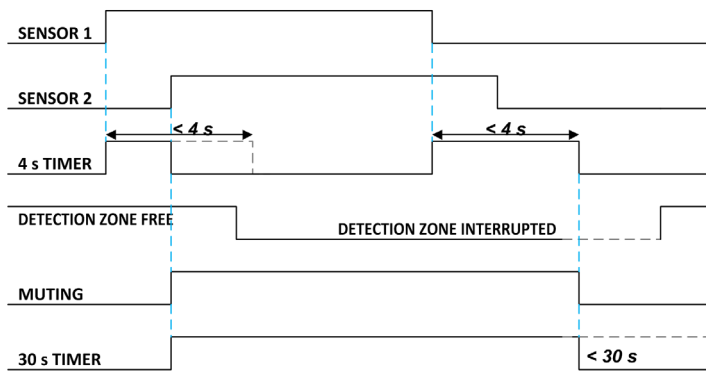 SENSOR 1
SENSOR 2
< 4 s
< 4 s
4 s TIMER
DETECTION ZONE FREE
DETECTION ZONE INTERRUPTED
MUTING
30 s TIMER
< 30 s